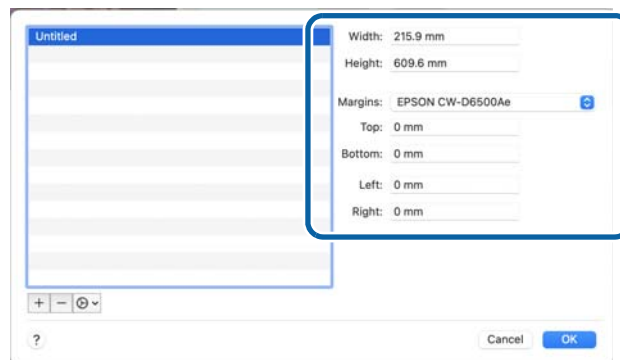 Untitled
Width: 215.9 mm
Height: 609.6 mm
Margins: EPSON CW-D6500Ae
Top: 0 mm
Bottom: 0 mm
Left: 0 mm
Right: 0 mm
+ −
?
Cancel OK